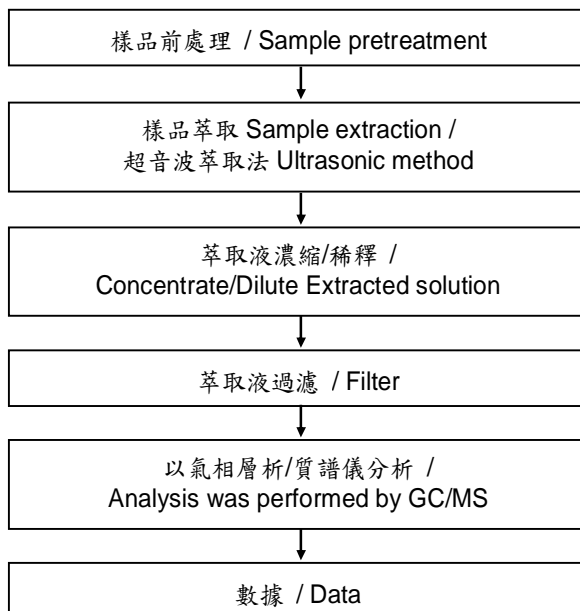 樣品前處理 / Sample pretreatment
樣品萃取 Sample extraction /
超音波萃取法 Ultrasonic method
萃取液濃縮/稀釋 /
Concentrate/Dilute Extracted solution
萃取液過濾 / Filter
以氣相層析/質譜儀分析 /
Analysis was performed by GC/MS
數據 / Data